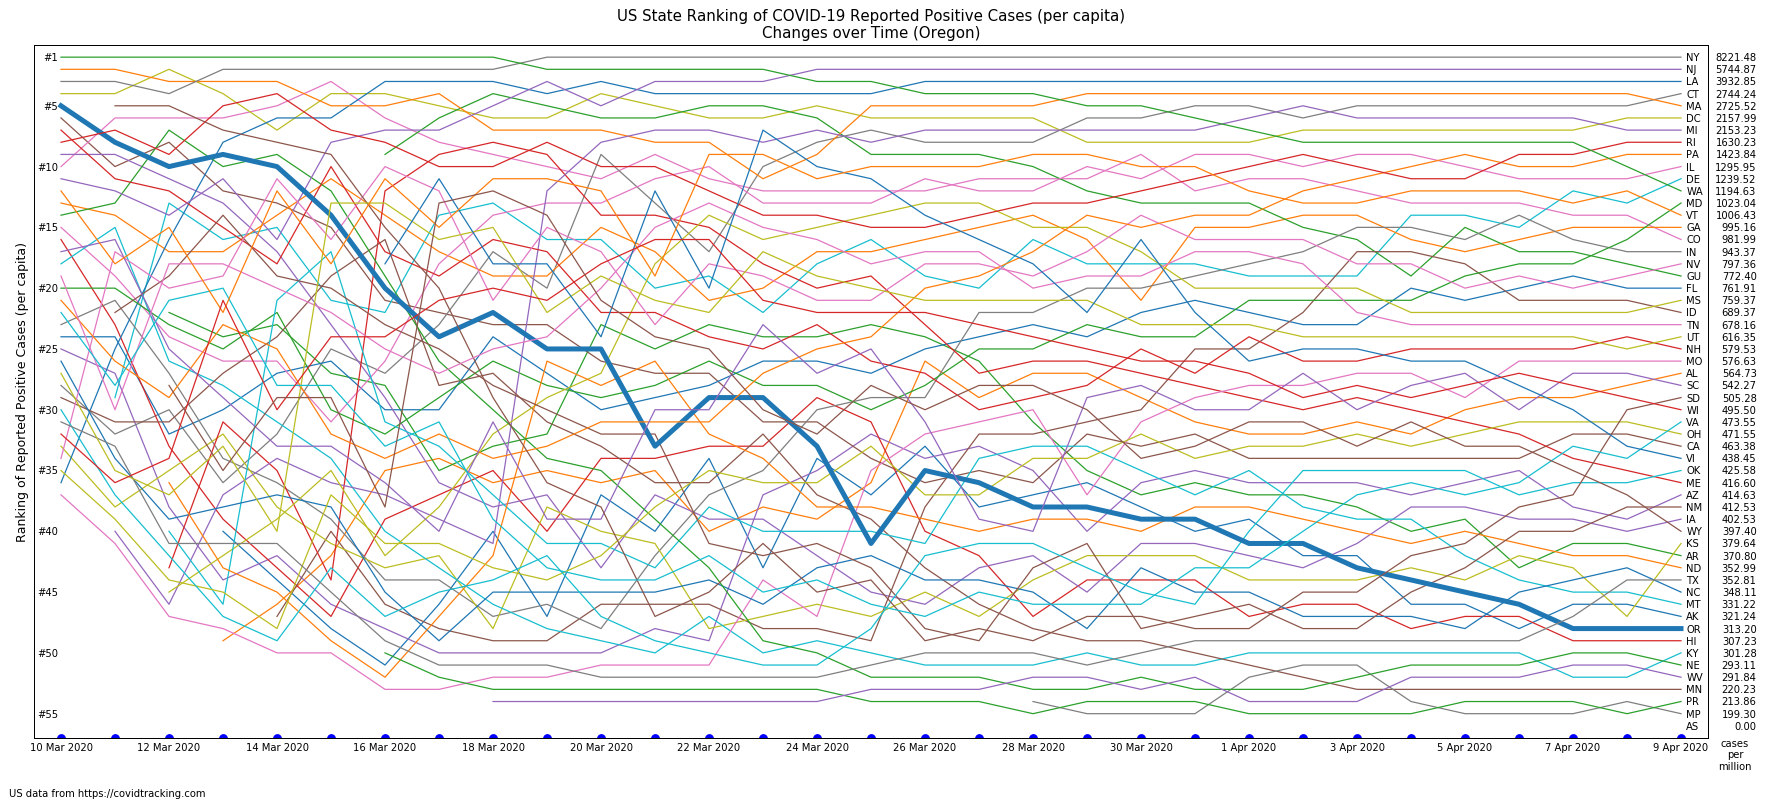 US State Ranking of COVID-19 Reported Positive Cases (per capita)
Changes over Time (Oregon)
Ranking of Reported Positive Cases (per capita)
#1
#5
#10
#15
#20
#25
#30
#35
#40
#45
#50
#55
NY 8221.48
NJ 5744.87
LA 3932.85
CT 2744.24
MA 2725.52
DC 2157.99
MI 2153.23
RI 1630.23
PA 1423.84
IL 1295.95
DE 1239.52
WA 1194.63
MD 1023.04
VT 1006.43
GA 995.16
CO 981.99
IN 943.37
NV 797.36
GU 772.40
FL 761.91
MS 759.37
ID 689.37
TN 678.16
UT 616.35
NH 579.53
MO 576.63
AL 564.73
SC 542.27
SD 505.28
WI 495.50
VA 473.55
OH 471.55
CA 463.38
VI 438.45
OK 425.58
ME 416.60
AZ 414.63
NM 412.53
IA 402.53
WY 397.40
KS 379.64
AR 370.80
ND 352.99
TX 352.81
NC 348.11
MT 331.22
AK 321.24
OR 313.20
HI 307.23
KY 301.28
NE 293.11
WV 291.84
MN 220.23
PR 213.86
MP 199.30
AS 0.00
10 Mar 2020 12 Mar 2020 14 Mar 2020 16 Mar 2020 18 Mar 2020 20 Mar 2020 22 Mar 2020 24 Mar 2020 26 Mar 2020 28 Mar 2020 30 Mar 2020 1 Apr 2020 3 Apr 2020 5 Apr 2020 7 Apr 2020 9 Apr 2020
cases
per
million
US data from https://covidtracking.com